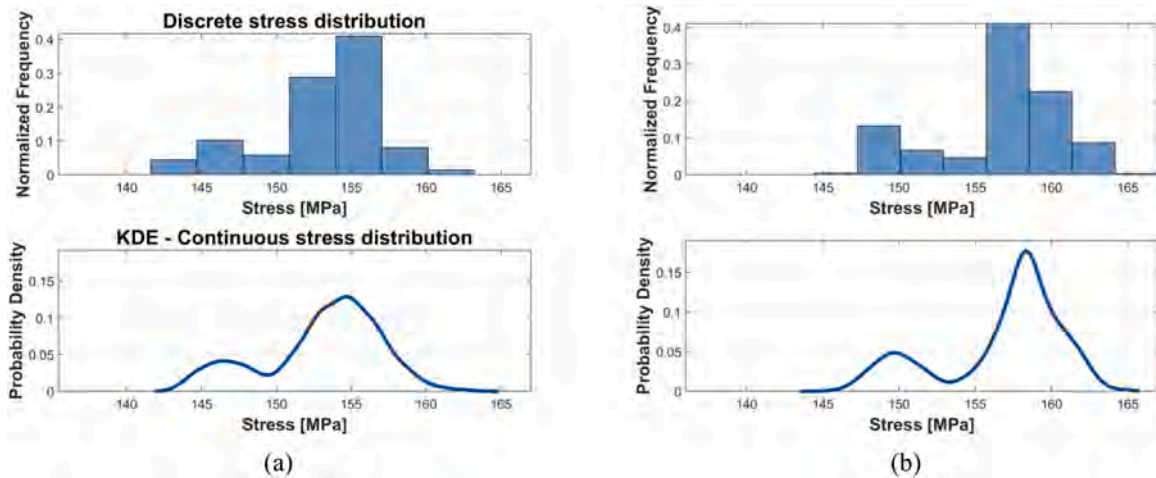 Discrete stress distribution
Normalized Frequency
0.4
0.3
0.2
0.1
0
140 145 150 155 160 165
Stress [MPa]
KDE - Continuous stress distribution
Probability Density
0.15
0.1
0.05
0
140 145 150 155 160 165
Stress [MPa]
(a)
Normalized Frequency
0.4
0.3
0.2
0.1
0
140 145 150 155 160 165
Stress [MPa]
Probability Density
0.15
0.1
0.05
0
140 145 150 155 160 165
Stress [MPa]
(b)